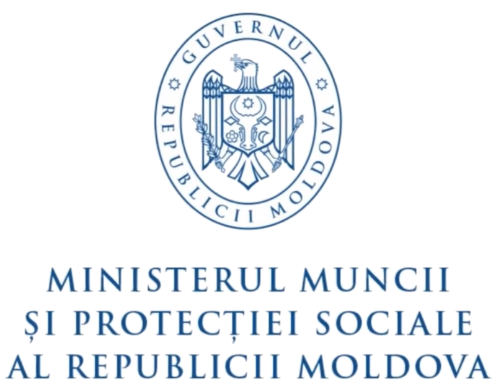 GUVERNUL
REPUBLICII MOLDOVA
MINISTERUL MUNCII
ȘI PROTECȚIEI SOCIALE
AL REPUBLICII MOLDOVA